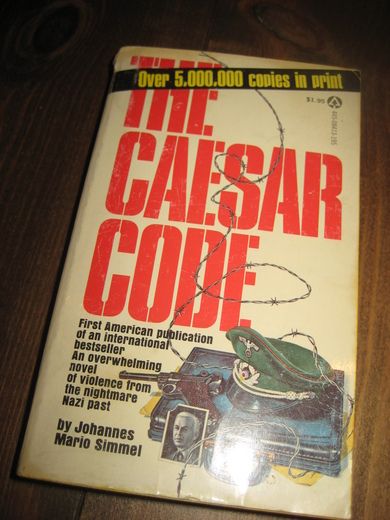 Over 5,000,000 copies in print
$1.95
THE
CAESAR
CODE
First American publication
of an international
bestseller
An overwhelming
novel
of violence from
the nightmare
Nazi past
by Johannes
Mario Simmel